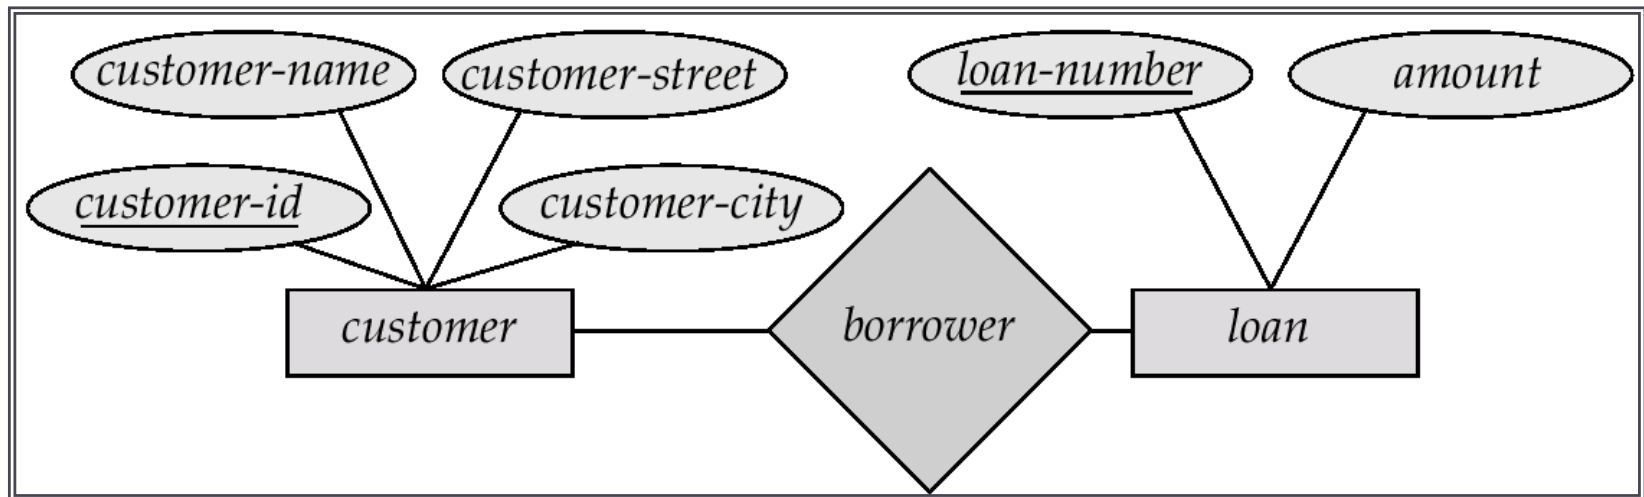 customer-name
customer-street
loan-number
amount
customer-id
customer-city
customer
borrower
loan